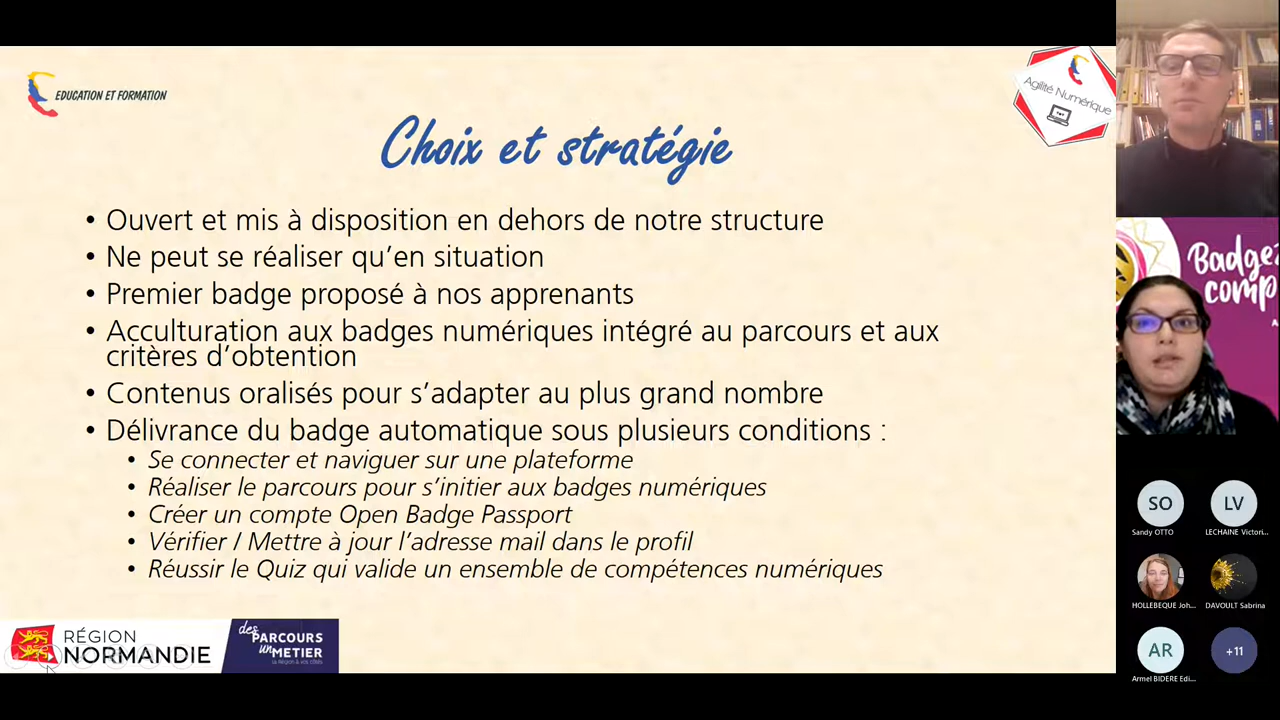 EDUCATION ET FORMATION
Agilité Numérique
Choix et stratégie
• Ouvert et mis à disposition en dehors de notre structure
• Ne peut se réaliser qu’en situation
• Premier badge proposé à nos apprenants
• Acculturation aux badges numériques intégré au parcours et aux
critères d’obtention
• Contenus oralisés pour s’adapter au plus grand nombre
• Délivrance du badge automatique sous plusieurs conditions :
• Se connecter et naviguer sur une plateforme
• Réaliser le parcours pour s’initier aux badges numériques
• Créer un compte Open Badge Passport
• Vérifier / Mettre à jour l’adresse mail dans le profil
• Réussir le Quiz qui valide un ensemble de compétences numériques
RÉGION
NORMANDIE
des
PARCOURS
un METIER
la Région à vos côtés
Badge
comp
SO
LV
Sandy OTTO
LECHAINE Victori...
HOLLEBEQUE Joh...
DAVOULT Sabrina
AR
+11
Armel BIDERE Edi...